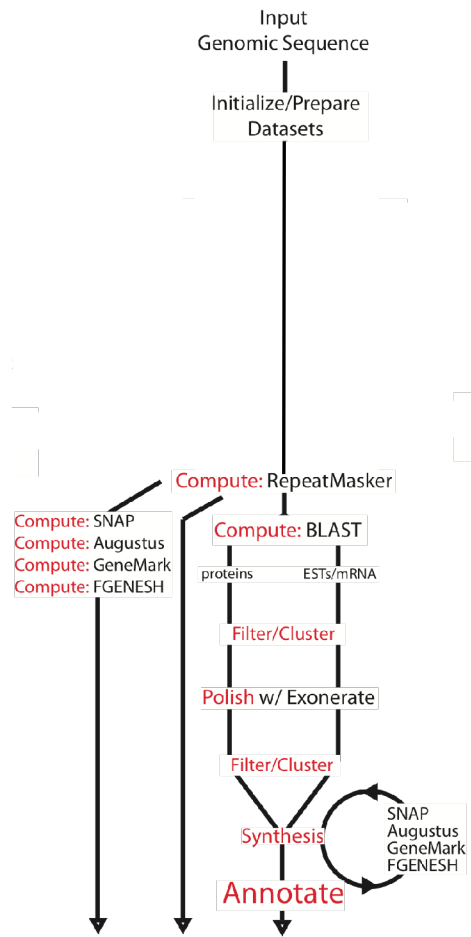 Input
Genomic Sequence
Initialize/Prepare
Datasets
Compute: RepeatMasker
Compute: SNAP
Compute: Augustus
Compute: GeneMark
Compute: FGENESH
Compute: BLAST
proteins
ESTs/mRNA
Filter/Cluster
Polish w/ Exonerate
Filter/Cluster
Synthesis
SNAP
Augustus
GeneMark
FGENESH
Annotate